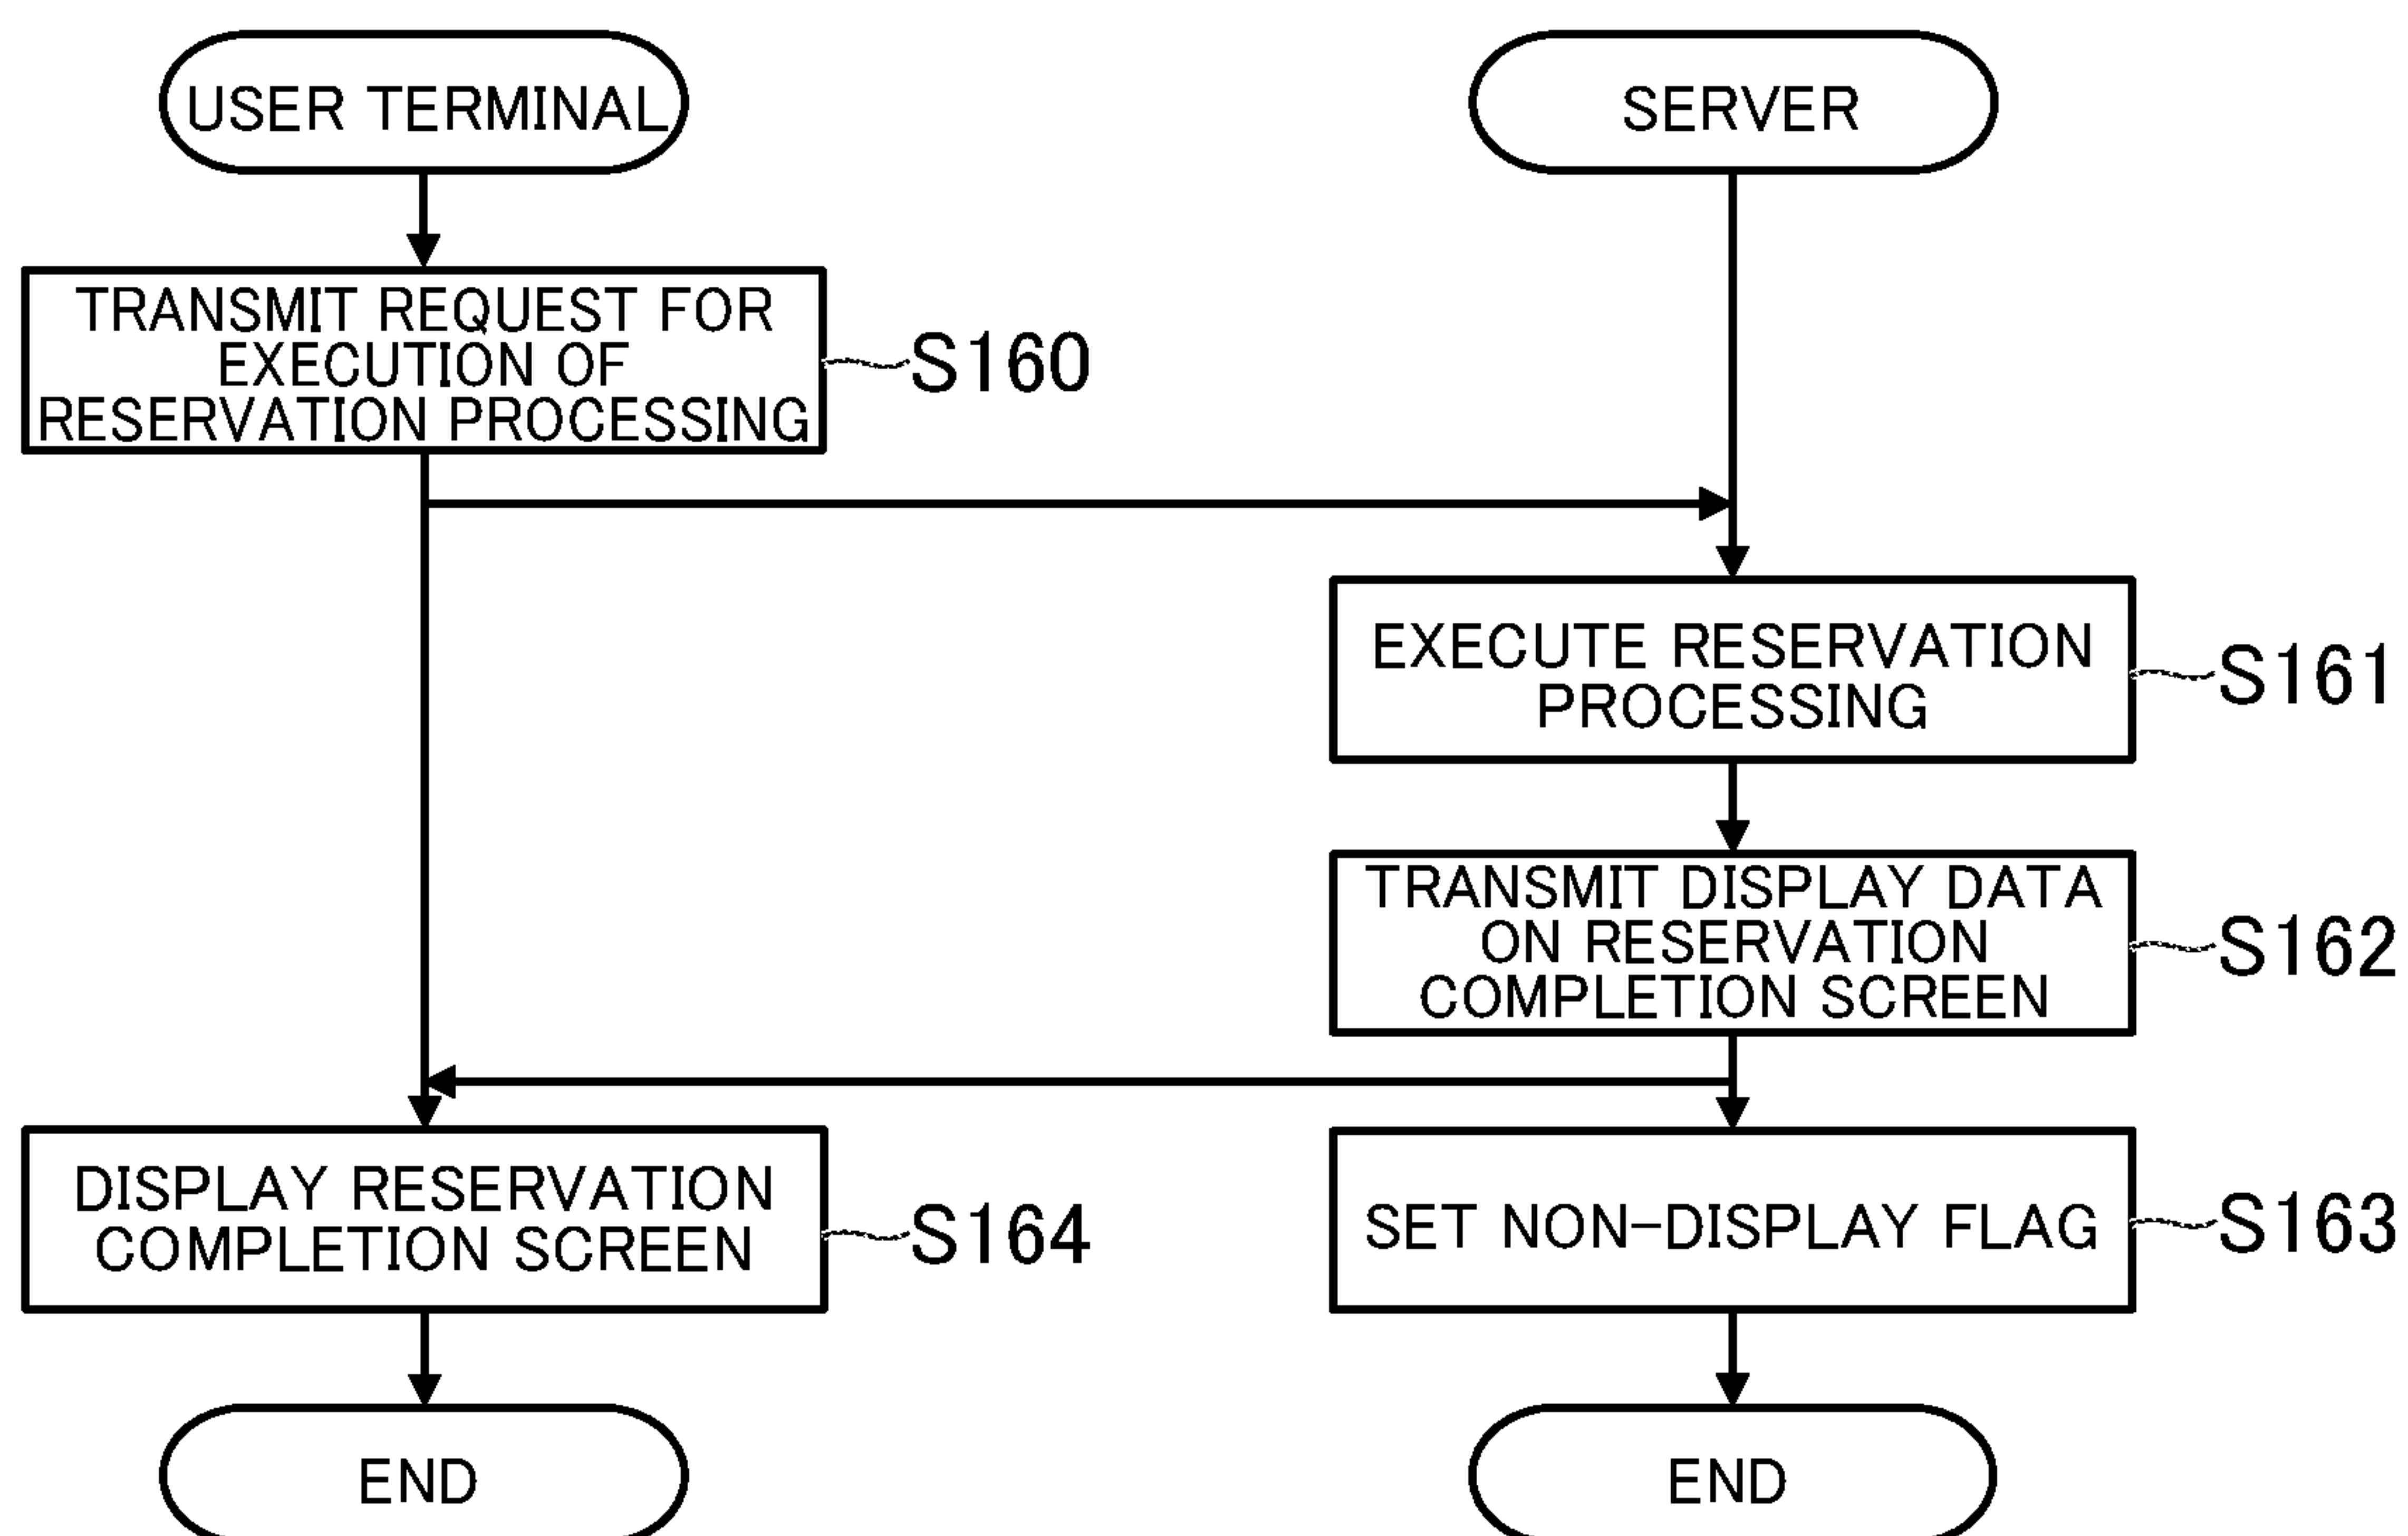 USER TERMINAL
SERVER
TRANSMIT REQUEST FOR
EXECUTION OF
RESERVATION PROCESSING
S160
EXECUTE RESERVATION
PROCESSING
S161
TRANSMIT DISPLAY DATA
ON RESERVATION
COMPLETION SCREEN
S162
DISPLAY RESERVATION
COMPLETION SCREEN
S164
SET NON-DISPLAY FLAG
S163
END
END